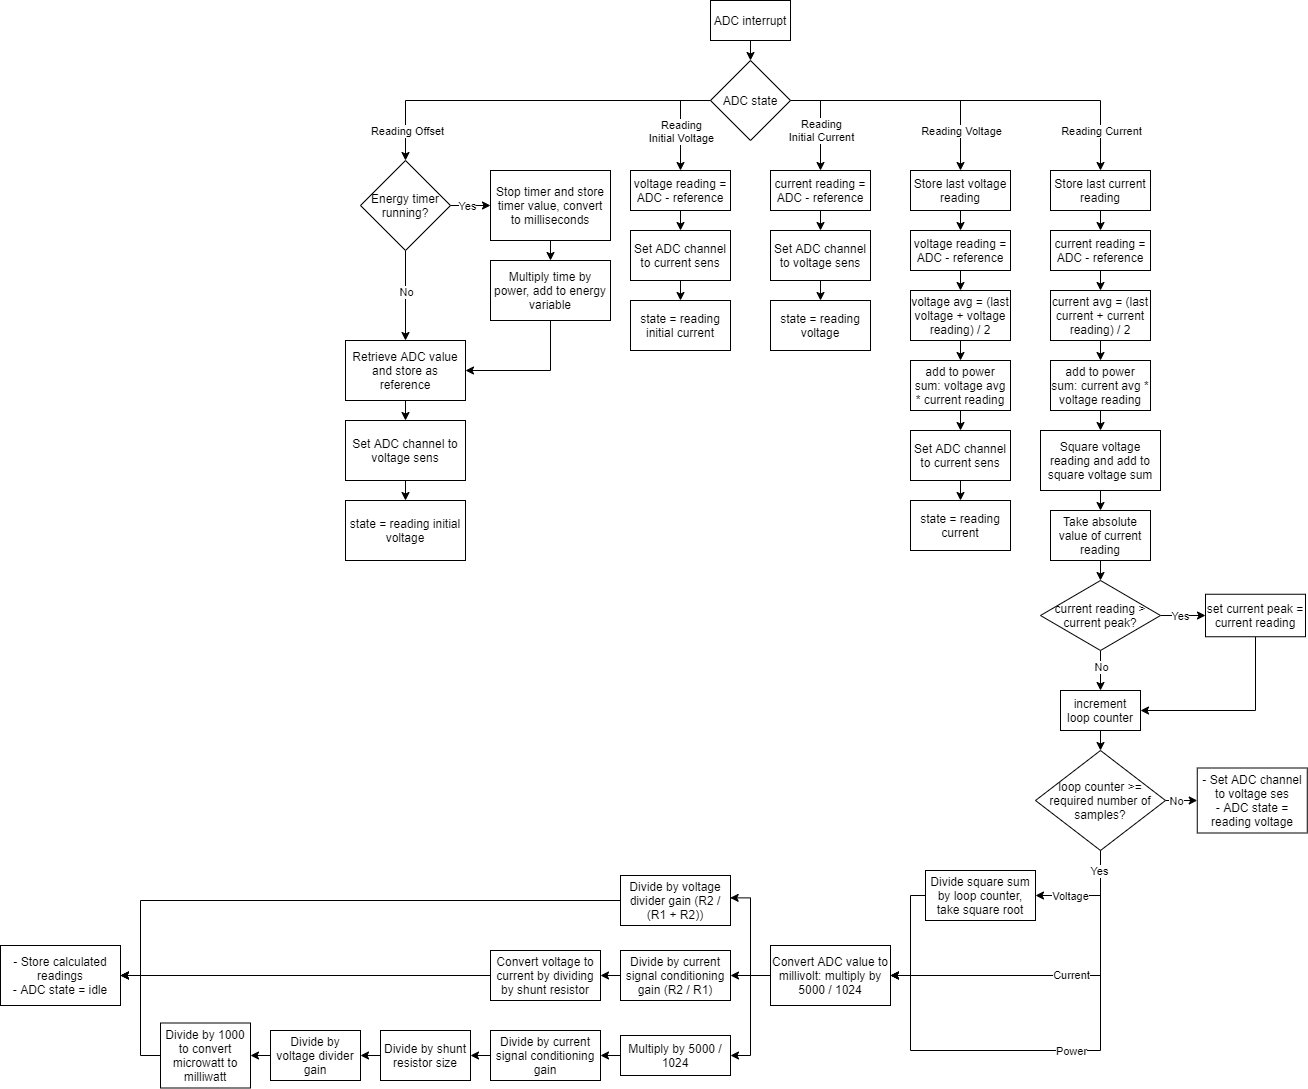 ADC interrupt
ADC state
Reading Offset
Reading
Initial Voltage
Reading
Initial Current
Reading Voltage
Reading Current
Energy timer
running?
Yes
Stop timer and store
timer value, convert
to milliseconds
Multiply time by
power, add to energy
variable
No
Retrieve ADC value
and store as
reference
Set ADC channel to
voltage sens
state = reading initial
voltage
voltage reading =
ADC - reference
Set ADC channel
to current sens
state = reading
initial current
current reading =
ADC - reference
Set ADC channel
to voltage sens
state = reading
voltage
Store last voltage
reading
voltage reading =
ADC - reference
voltage avg = (last
voltage + voltage
reading) / 2
add to power
sum: voltage avg
* current reading
Set ADC channel
to current sens
state = reading
current
Store last current
reading
current reading =
ADC - reference
current avg = (last
current + current
reading) / 2
add to power
sum: current avg *
voltage reading
Square voltage
reading and add to
square voltage sum
Take absolute
value of current
reading
current reading >
current peak?
Yes
set current peak =
current reading
No
increment
loop counter
loop counter >=
required number of
samples?
No
- Set ADC channel
to voltage ses
- ADC state =
reading voltage
Yes
Voltage
Divide square sum
by loop counter,
take square root
Current
Power
Convert ADC value to
millivolt: multiply by
5000 / 1024
Divide by voltage
divider gain (R2 /
(R1 + R2))
Divide by current
signal conditioning
gain (R2 / R1)
Convert voltage to
current by dividing
by shunt resistor
Multiply by 5000 /
1024
Divide by current
signal conditioning
gain
Divide by shunt
resistor size
Divide by
voltage divider
gain
Divide by 1000
to convert
microwatt to
milliwatt
- Store calculated
readings
- ADC state = idle